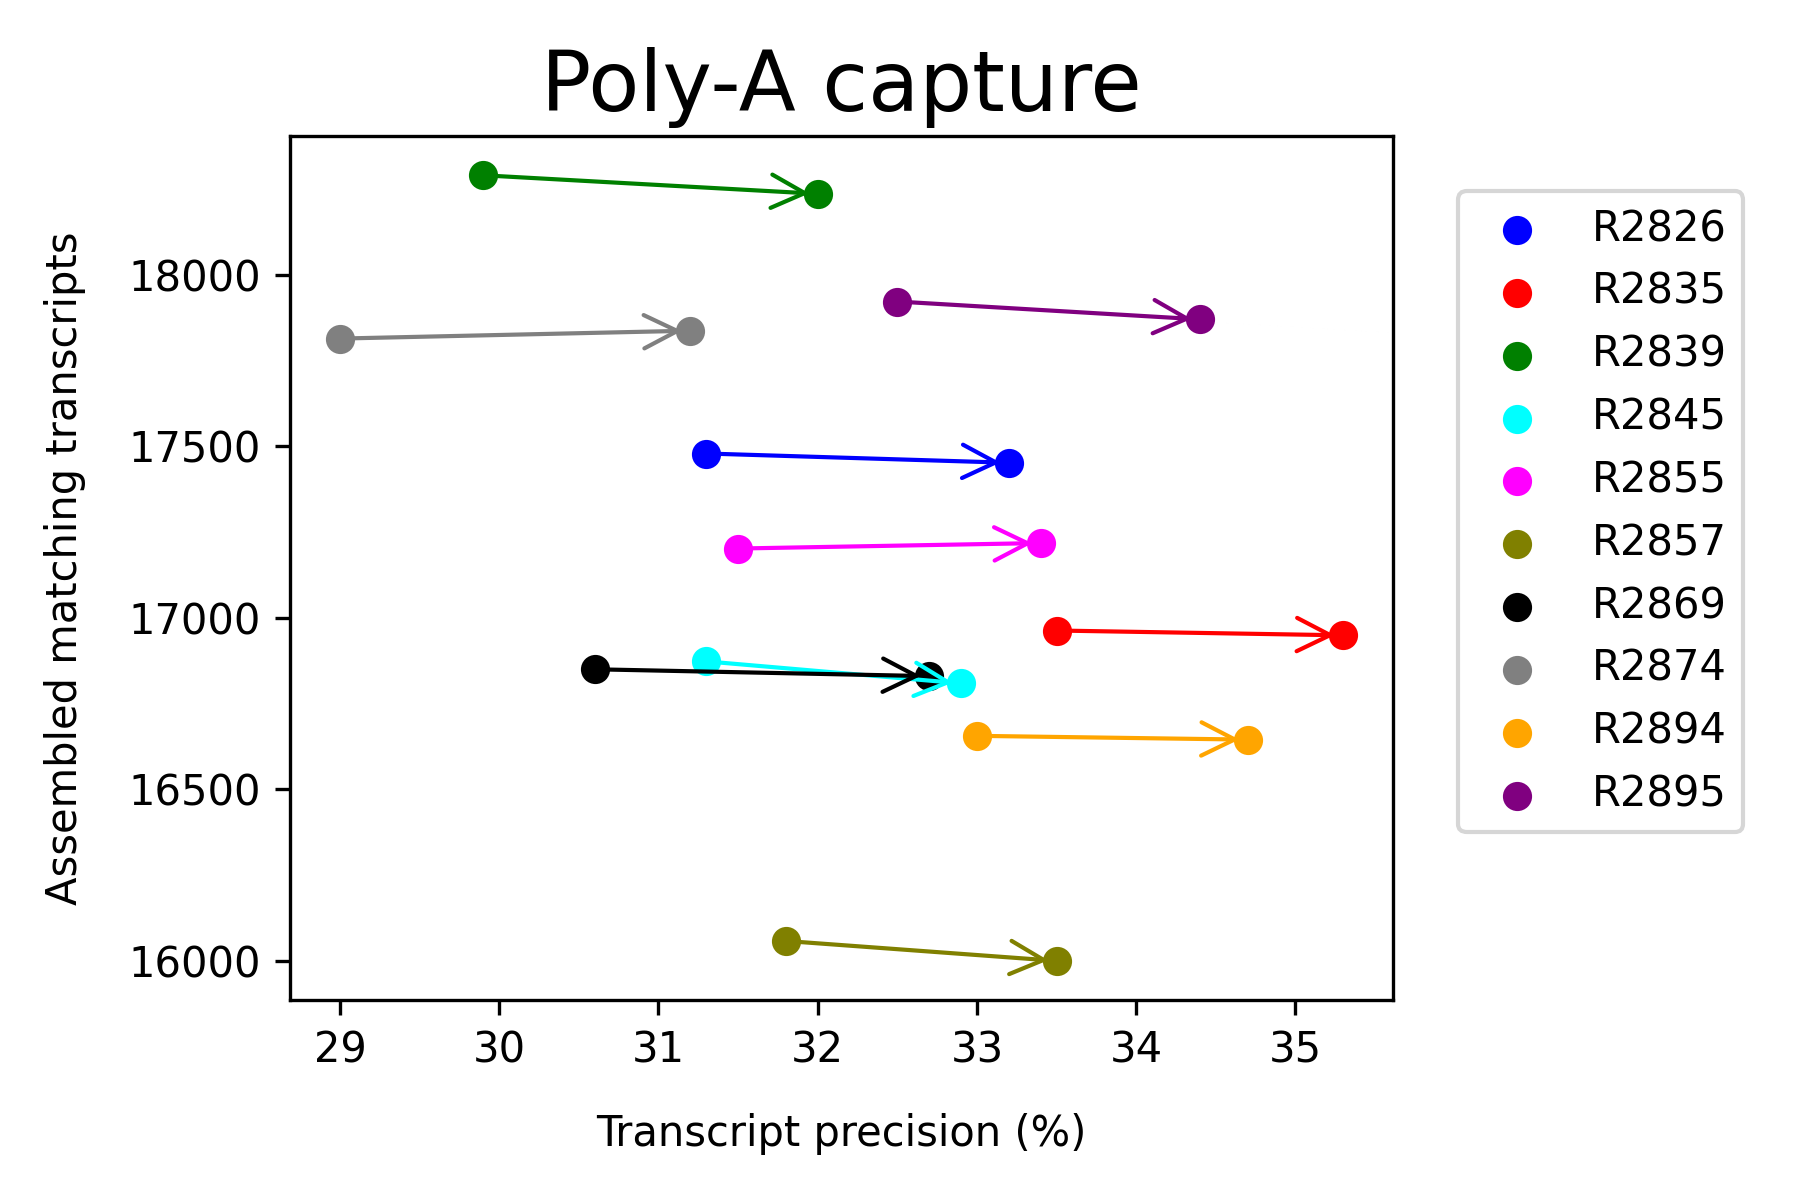 Poly-A capture
Assembled matching transcripts
18000
17500
17000
16500
16000
29 30 31 32 33 34 35
Transcript precision (%)
R2826
R2835
R2839
R2845
R2855
R2857
R2869
R2874
R2894
R2895